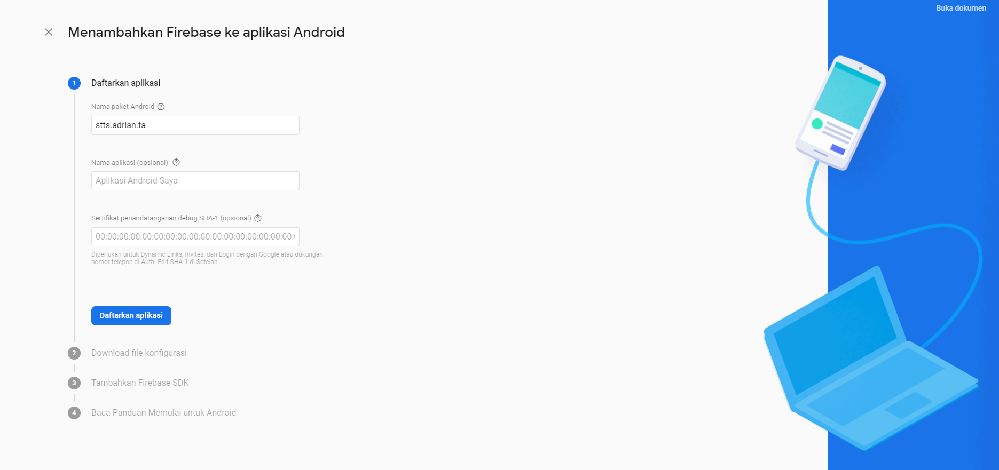 Buka dokumen
Menambahkan Firebase ke aplikasi Android
1 Daftarkan aplikasi
Nama paket Android
stts.adrian.ta
Nama aplikasi (opsional)
Aplikasi Android Saya
Sertifikat penandatanganan debug SHA-1 (opsional)
00:00:00:00:00:00:00:00:00:00:00:00:00:00:00:00:00:
Diperlukan untuk Dynamic Links, Invites, dan Login dengan Google atau dukungan
nomor telepon di Auth. Edit SHA-1 di Setelan.
Daftarkan aplikasi
2 Download file konfigurasi
3 Tambahkan Firebase SDK
4 Baca Panduan Memulai untuk Android